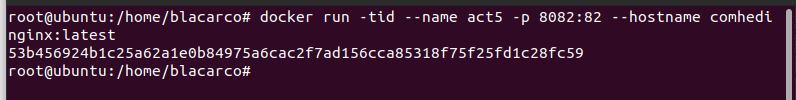 root@ubuntu:/home/blacarco# docker run -tid --name act5 -p 8082:82 --hostname comhedi
nginx:latest
53b456924b1c25a62a1e0b84975a6cac2f7ad156cca85318f75f25fd1c28fc59
root@ubuntu:/home/blacarco#